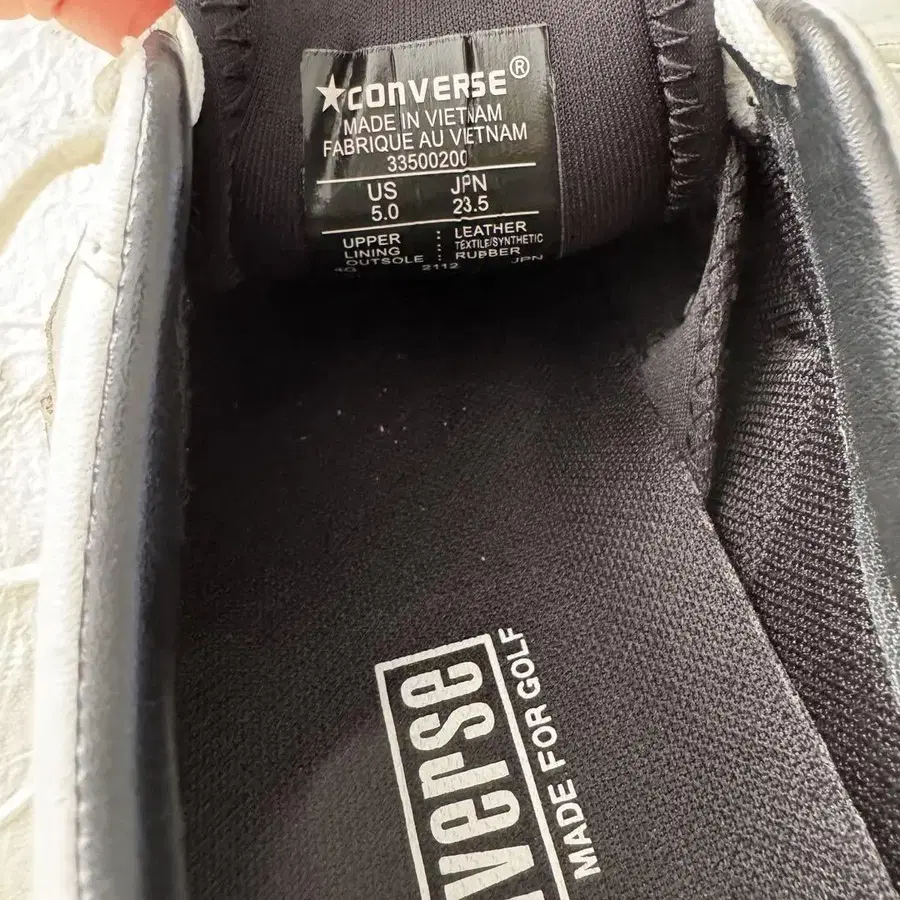 ★CONVERSE®
MADE IN VIETNAM
FABRIQUE AU VIETNAM
33500200
US JPN
5.0 23.5
UPPER : LEATHER
LINING : TEXTILE/SYNTHETIC
OUTSOLE : RUBBER
2112 JPN
verse
MADE FOR GOLF